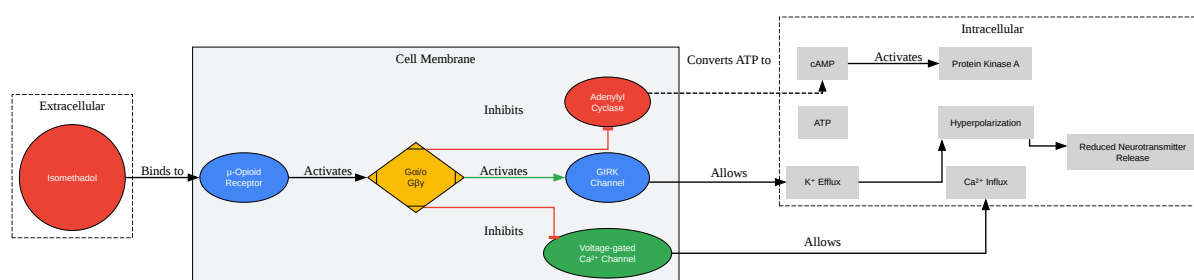 Extracellular
Isomethadol
Binds to
Cell Membrane
μ-Opioid
Receptor
Activates
Gαi/o
Gβγ
Inhibits
Adenylyl
Cyclase
Activates
GIRK
Channel
Inhibits
Voltage-gated
Ca²⁺ Channel
Converts ATP to
Allows
Allows
Intracellular
cAMP
Activates
Protein Kinase A
ATP
Hyperpolarization
Reduced Neurotransmitter
Release
K⁺ Efflux
Ca²⁺ Influx